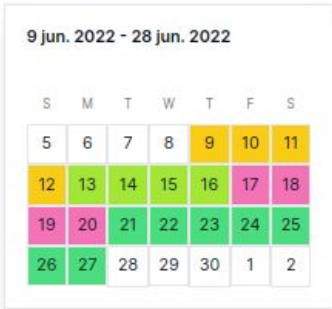 9 jun. 2022 - 28 jun. 2022
S M T W T F S
5 6 7 8 9 10 11
12 13 14 15 16 17 18
19 20 21 22 23 24 25
26 27 28 29 30 1 2